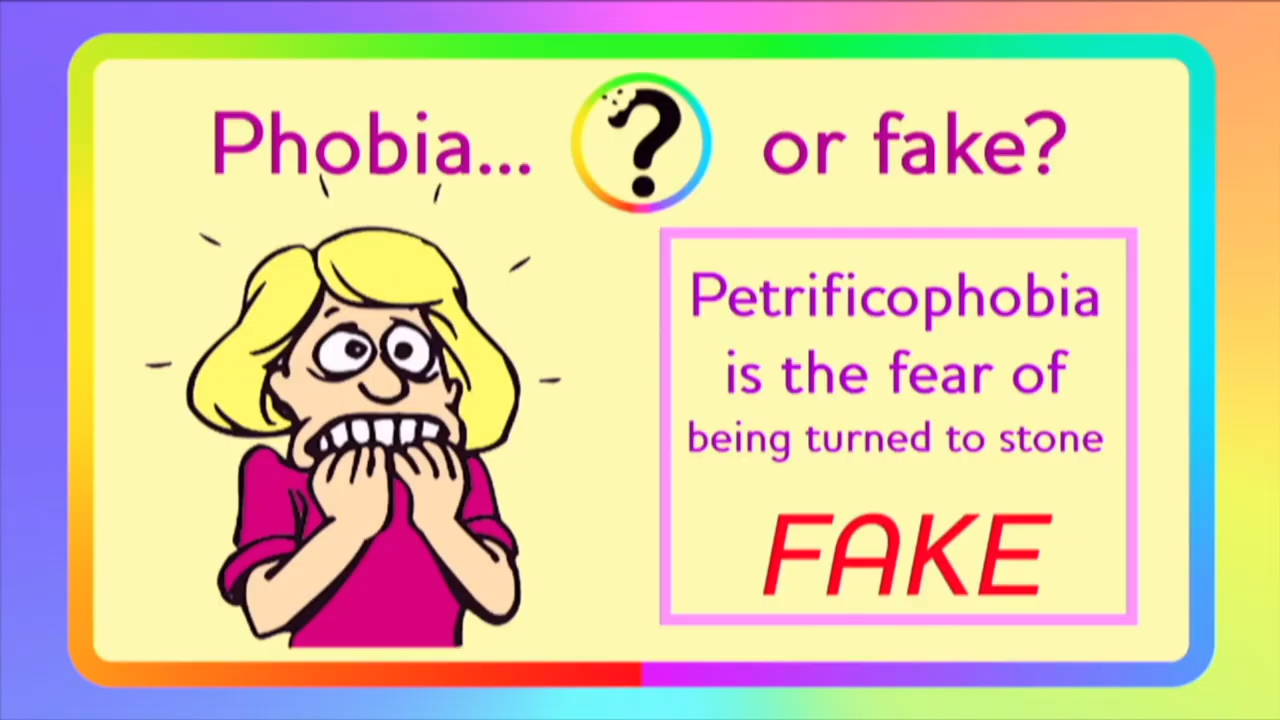 Phobia... ? or fake?
Petrificophobia
is the fear of
being turned to stone
FAKE